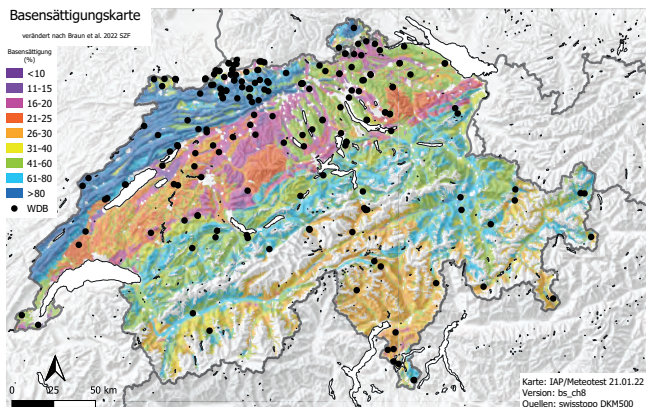 Basensättigungskarte
verändert nach Braun et al. 2022 SZF
Basensättigung
(%)
<10
11-15
16-20
21-25
26-30
31-40
41-60
61-80
>80
WDB
0 25 50 km
Karte: IAP/Meteotest 21.01.22
Version: bs_ch8
Quellen: swisstopo DKM500